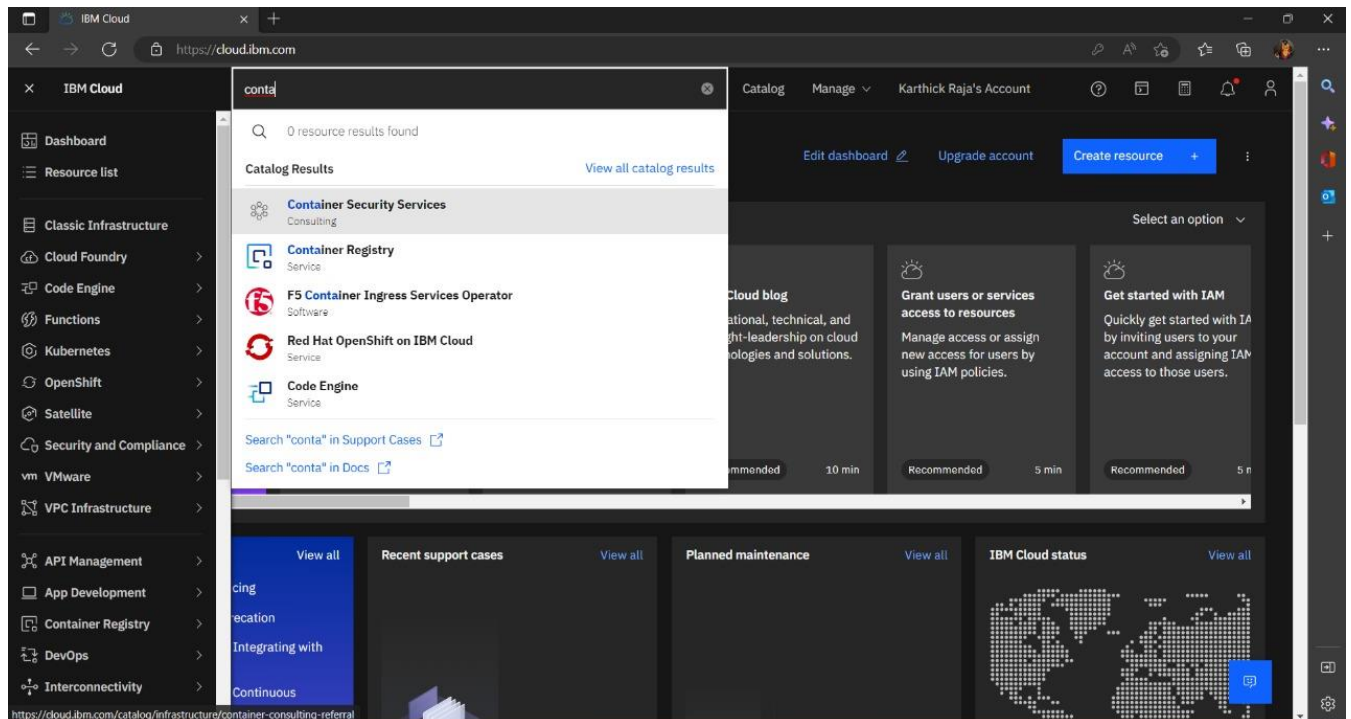 IBM Cloud
https://cloud.ibm.com
IBM Cloud
conta
Catalog
Manage
Karthick Raja's Account
Dashboard
Resource list
Classic Infrastructure
Cloud Foundry
Code Engine
Functions
Kubernetes
OpenShift
Satellite
Security and Compliance
vm VMware
VPC Infrastructure
API Management
App Development
Container Registry
DevOps
Interconnectivity
0 resource results found
Catalog Results
View all catalog results
Container Security Services
Consulting
Container Registry
Service
F5 Container Ingress Services Operator
Software
Red Hat OpenShift on IBM Cloud
Service
Code Engine
Service
Search "conta" in Support Cases
Search "conta" in Docs
Edit dashboard
Upgrade account
Create resource +
Select an option
Cloud blog
ational, technical, and
ght-leadership on cloud
ologies and solutions.
mmended
10 min
Grant users or services
access to resources
Manage access or assign
new access for users by
using IAM policies.
Recommended
5 min
Get started with IAM
Quickly get started with IA
by inviting users to your
account and assigning IAM
access to those users.
Recommended
5 m
View all
cing
recation
Integrating with
Continuous
Recent support cases
View all
Planned maintenance
View all
IBM Cloud status
View all
https://cloud.ibm.com/catalog/infrastructure/container-consulting-referral